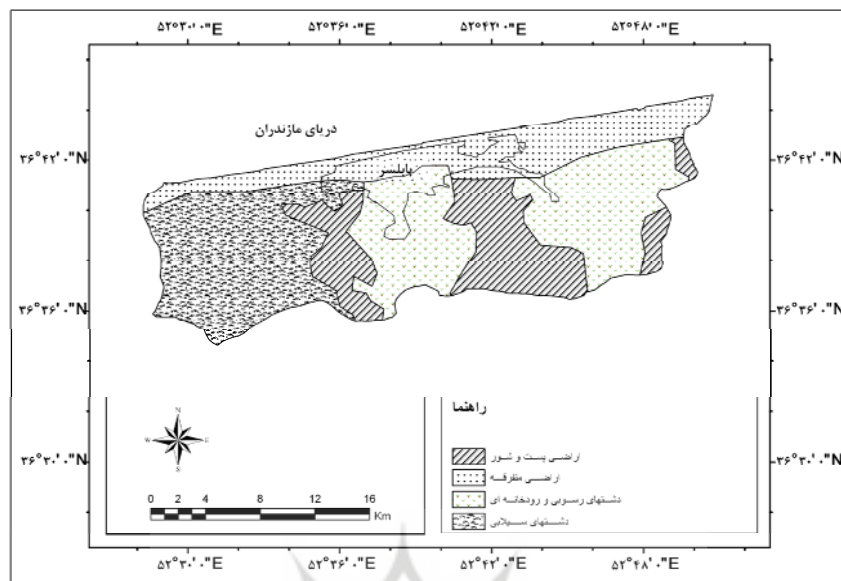 ۵۲°۳۰'۰"E ۵۲°۳۶'۰"E ۵۲°۴۲'۰"E ۵۲°۴۸'۰"E
دریای مازندران
۳۶°۴۲'۰"N ۳۶°۴۲'۰"N
بابلسر
۳۶°۳۶'۰"N ۳۶°۳۶'۰"N
راهنما
N
W E
S
اراضی پست و شور
۳۶°۳۰'۰"N ۳۶°۳۰'۰"N
اراضی متفرقه
دشتهای رسوبی و رودخانه ای
دشتهای سیلابی
0 2 4 8 12 16
Km
۵۲°۳۰'۰"E ۵۲°۳۶'۰"E ۵۲°۴۲'۰"E ۵۲°۴۸'۰"E